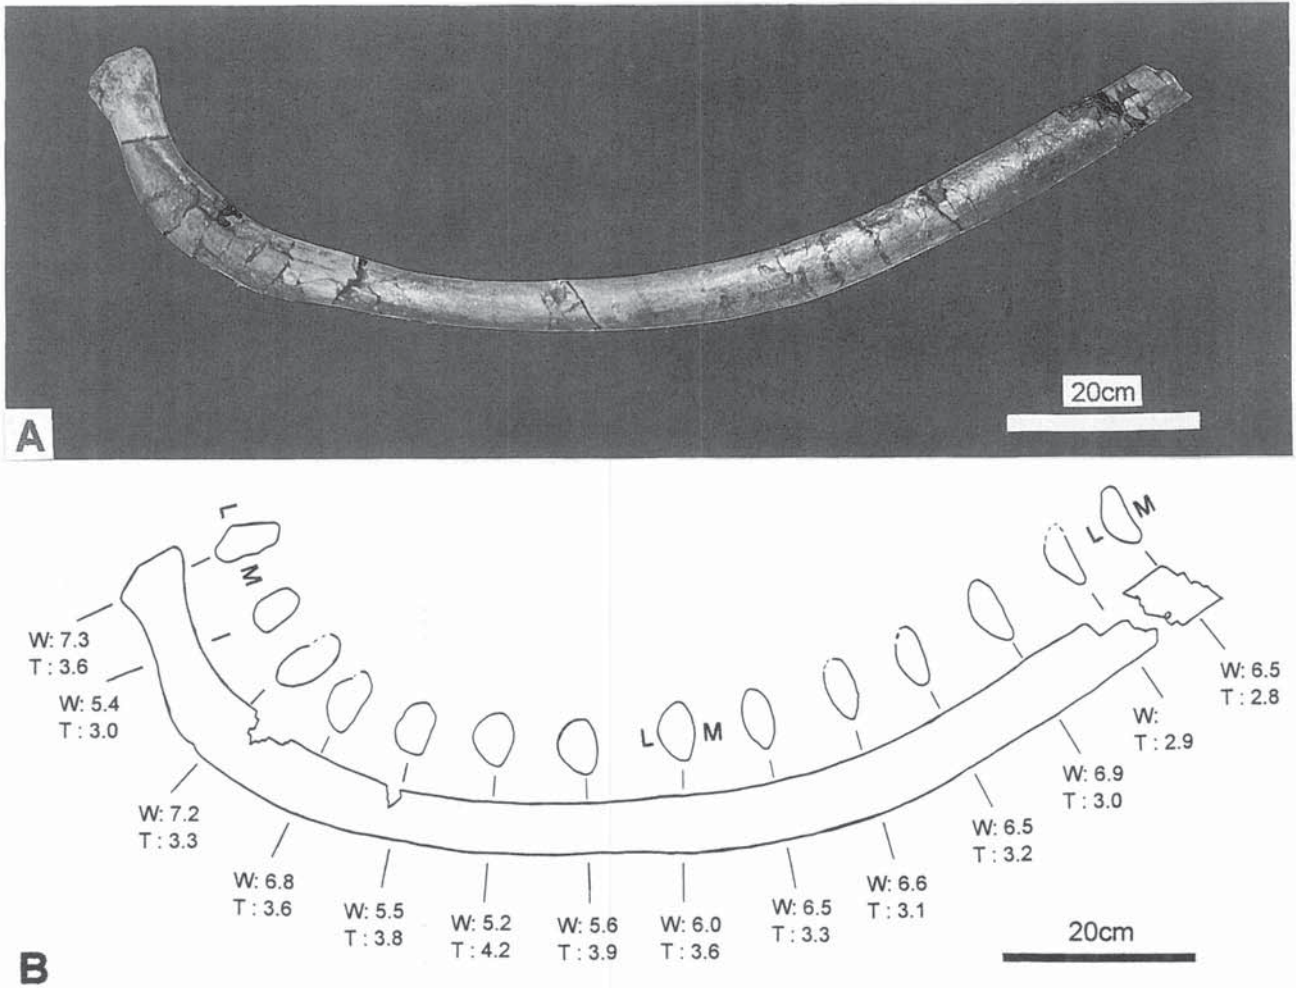 20cm
A
L
M
W: 7.3
T : 3.6
W: 5.4
T : 3.0
W: 7.2
T : 3.3
W: 6.8
T : 3.6
W: 5.5
T : 3.8
W: 5.2
T : 4.2
W: 5.6
T : 3.9
L
M
W: 6.0
T : 3.6
W: 6.5
T : 3.3
W: 6.6
T : 3.1
W: 6.5
T : 3.2
W: 6.9
T : 3.0
W:
T : 2.9
L
M
W: 6.5
T : 2.8
20cm
B